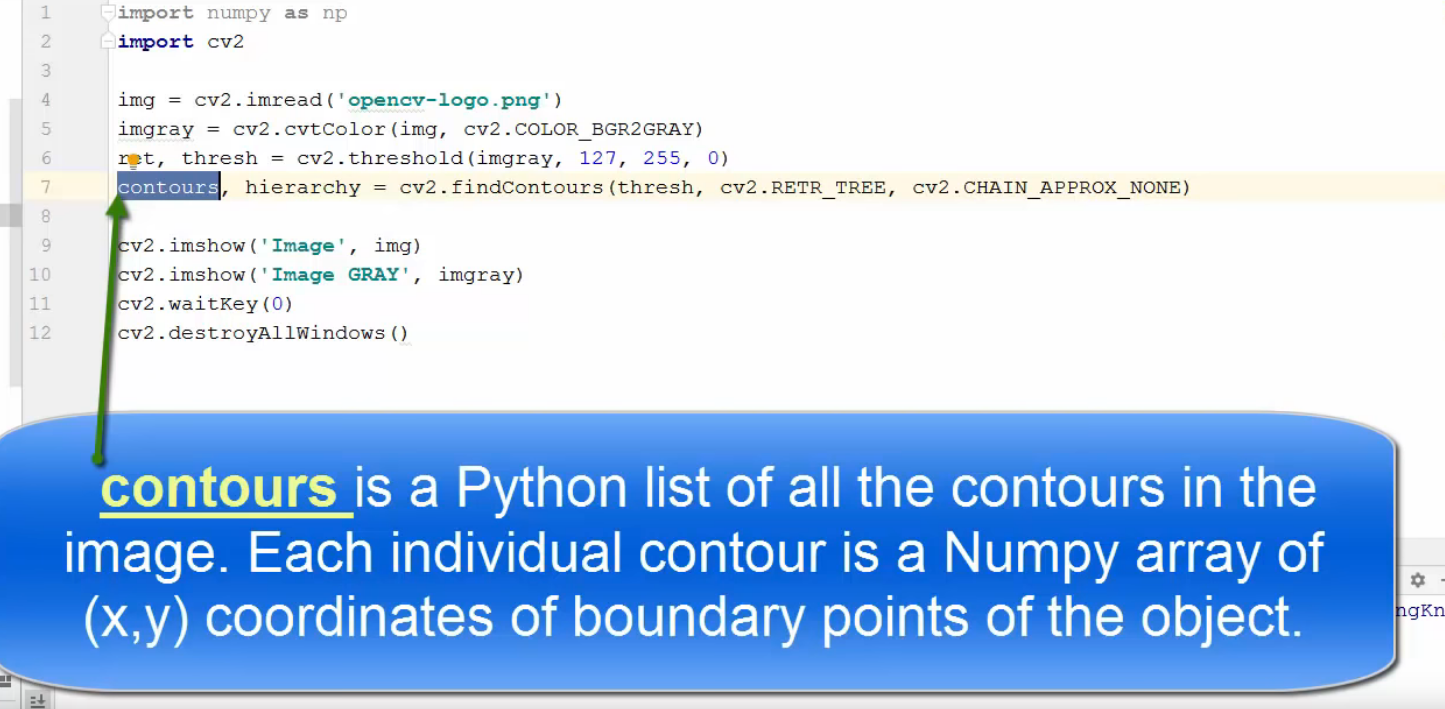 1 import numpy as np
2 import cv2
3
4 img = cv2.imread('opencv-logo.png')
5 imgray = cv2.cvtColor(img, cv2.COLOR_BGR2GRAY)
6 ret, thresh = cv2.threshold(imgray, 127, 255, 0)
7 contours, hierarchy = cv2.findContours(thresh, cv2.RETR_TREE, cv2.CHAIN_APPROX_NONE)
8
9 cv2.imshow('Image', img)
10 cv2.imshow('Image GRAY', imgray)
11 cv2.waitKey(0)
12 cv2.destroyAllWindows()
contours is a Python list of all the contours in the
image. Each individual contour is a Numpy array of
(x,y) coordinates of boundary points of the object.